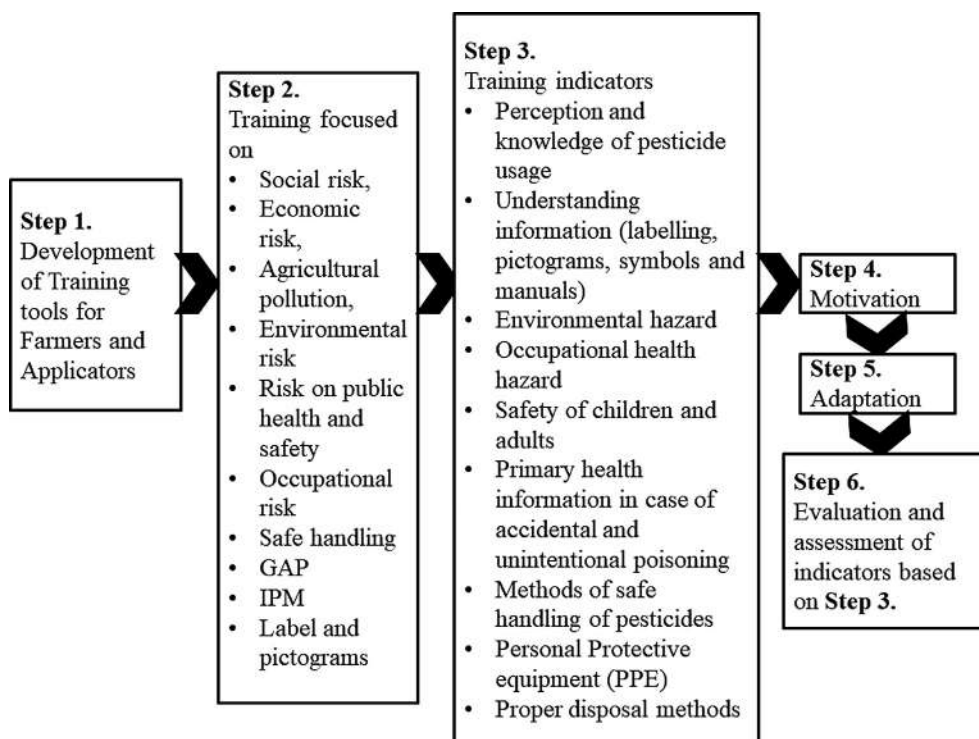 Step 1.
Development
of Training
tools for
Farmers and
Applicators
Step 2.
Training focused
on
• Social risk,
• Economic
risk,
• Agricultural
pollution,
• Environmental
risk
• Risk on public
health and
safety
• Occupational
risk
• Safe handling
• GAP
• IPM
• Label and
pictograms
Step 3.
Training indicators
• Perception and
knowledge of pesticide
usage
• Understanding
information (labelling,
pictograms, symbols and
manuals)
• Environmental hazard
• Occupational health
hazard
• Safety of children and
adults
• Primary health
information in case of
accidental and
unintentional poisoning
• Methods of safe
handling of pesticides
• Personal Protective
equipment (PPE)
• Proper disposal methods
Step 4.
Motivation
Step 5.
Adaptation
Step 6.
Evaluation and
assessment of
indicators based
on Step 3.